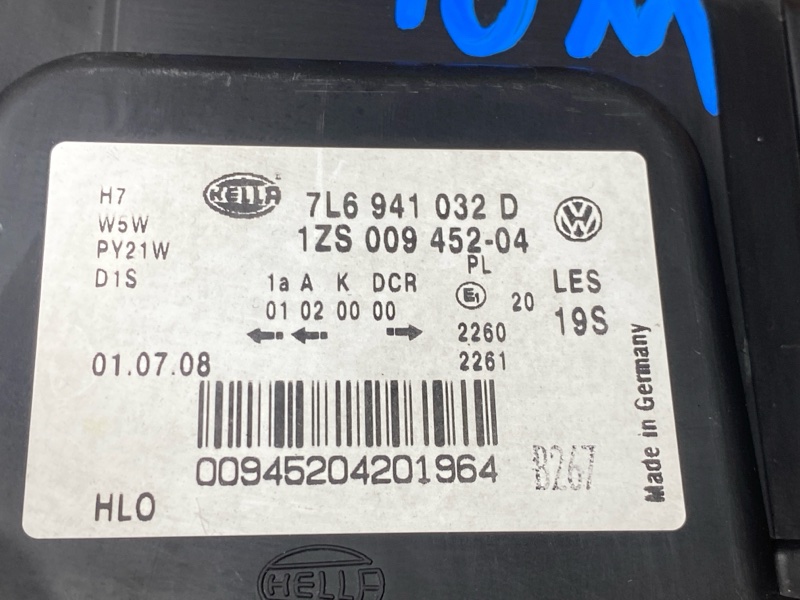 10M
H7
W5W
PY21W
D1S
HELLA
7L6 941 032 D
1ZS 009 452-04
PL
1a A K DCR
01 02 00 00
E1
20
2260
2261
LES
19S
01.07.08
00945204201964
HLO
Made in Germany
HELLA